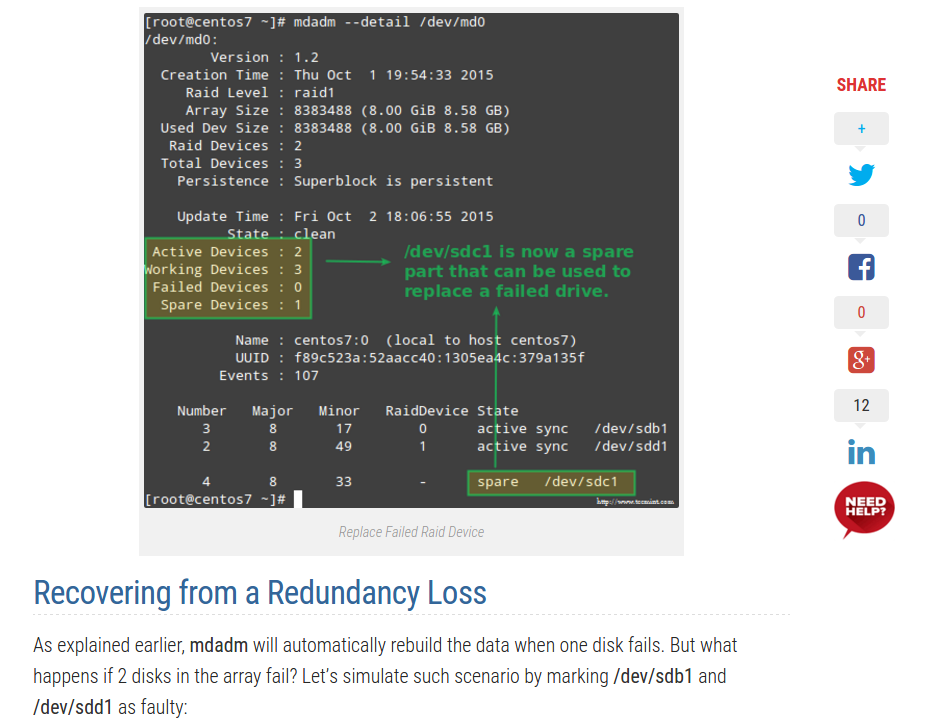 [root@centos7 ~]# mdadm --detail /dev/md0
/dev/md0:
Version : 1.2
Creation Time : Thu Oct  1 19:54:33 2015
Raid Level : raid1
Array Size : 8383488 (8.00 GiB 8.58 GB)
Used Dev Size : 8383488 (8.00 GiB 8.58 GB)
Raid Devices : 2
Total Devices : 3
Persistence : Superblock is persistent
Update Time : Fri Oct  2 18:06:55 2015
State : clean
Active Devices : 2
Working Devices : 3
Failed Devices : 0
Spare Devices : 1
/dev/sdc1 is now a spare
part that can be used to
replace a failed drive.
Name : centos7:0  (local to host centos7)
UUID : f89c523a:52aacc40:1305ea4c:379a135f
Events : 107
Number Major Minor RaidDevice State
3 8 17 0 active sync /dev/sdb1
2 8 49 1 active sync /dev/sdd1
4 8 33 - spare /dev/sdc1
[root@centos7 ~]#
http://www.tecmint.com
Replace Failed Raid Device
Recovering from a Redundancy Loss
As explained earlier, mdadm will automatically rebuild the data when one disk fails. But what
happens if 2 disks in the array fail? Let’s simulate such scenario by marking /dev/sdb1 and
/dev/sdd1 as faulty:
SHARE
+
0
0
g+
12
in
NEED
HELP?